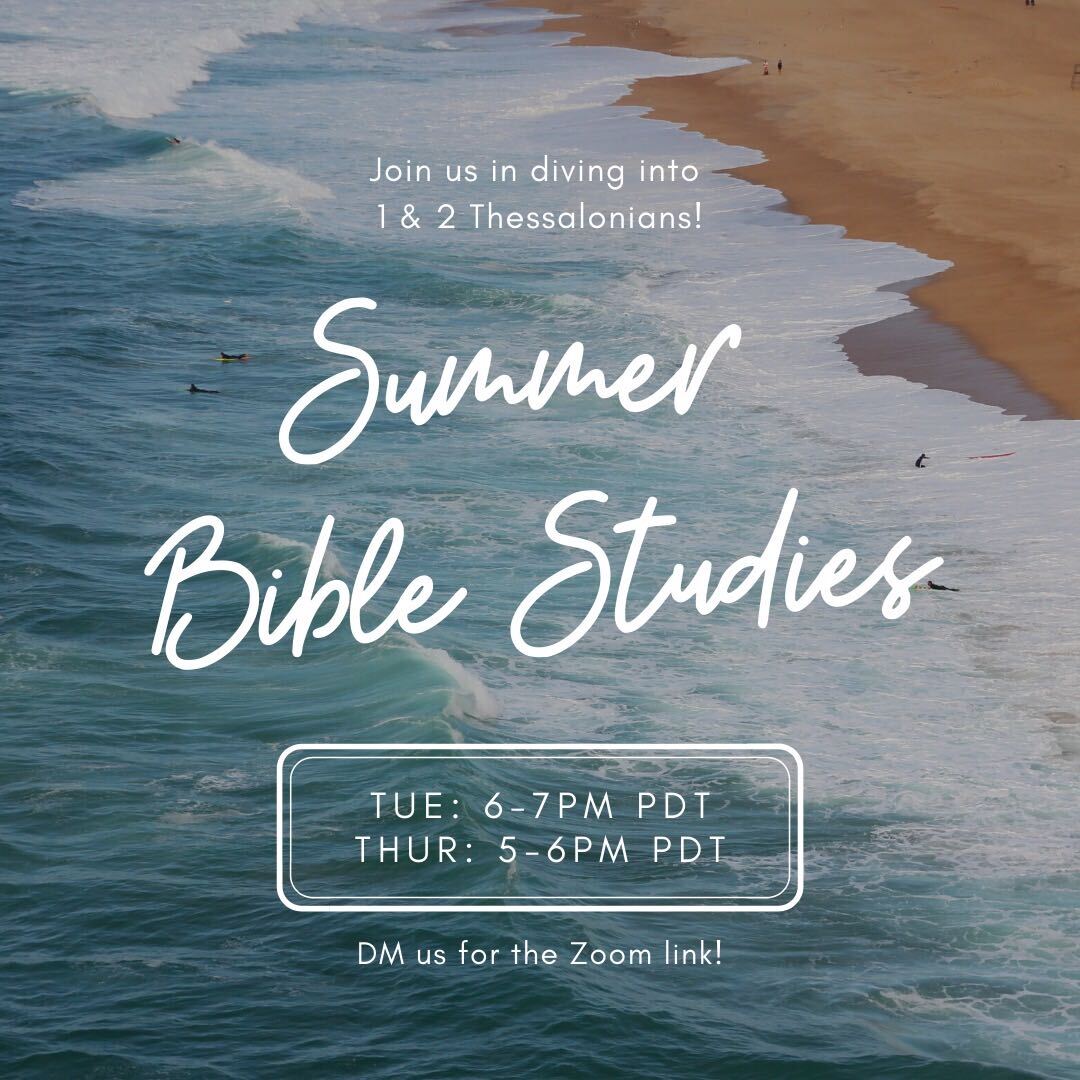 Join us in diving into
1 & 2 Thessalonians!
Summer
Bible Studies
TUE: 6-7PM PDT
THUR: 5-6PM PDT
DM us for the Zoom link!